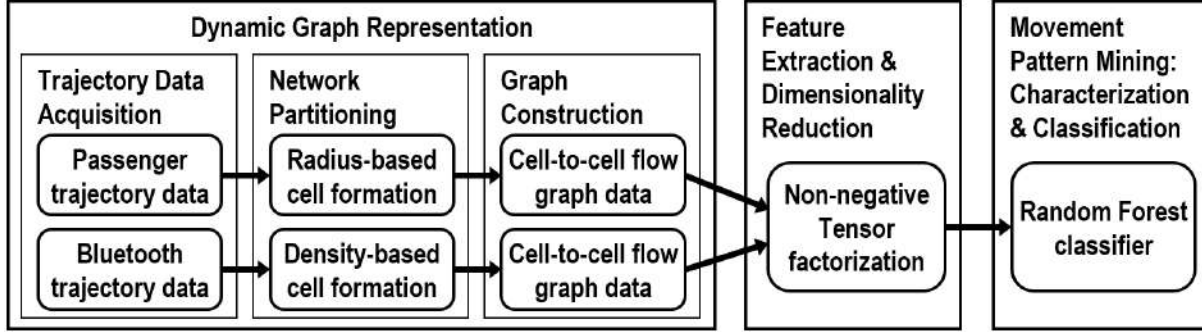 Dynamic Graph Representation
Trajectory Data
Acquisition
Passenger
trajectory data
Bluetooth
trajectory data
Network
Partitioning
Radius-based
cell formation
Density-based
cell formation
Graph
Construction
Cell-to-cell flow
graph data
Cell-to-cell flow
graph data
Feature
Extraction &
Dimensionality
Reduction
Non-negative
Tensor
factorization
Movement
Pattern Mining:
Characterization
& Classification
Random Forest
classifier